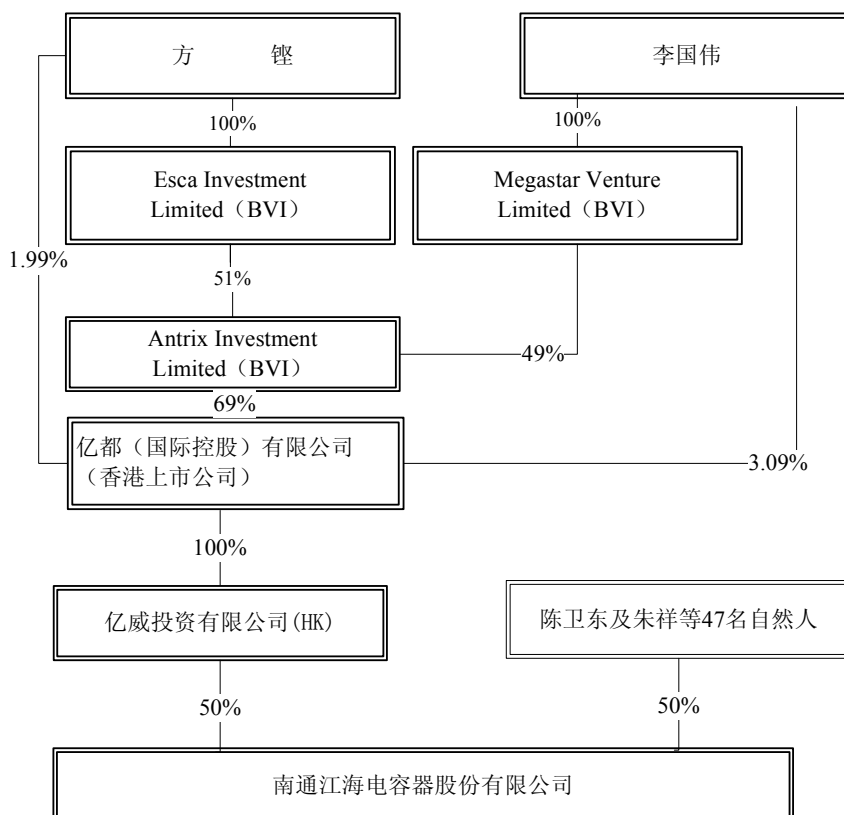 方 铿
李国伟
100%
100%
Esca Investment
Limited（BVI）
Megastar Venture
Limited（BVI）
1.99%
51%
Antrix Investment
Limited（BVI）
49%
69%
亿都（国际控股）有限公司
（香港上市公司）
3.09%
100%
亿威投资有限公司(HK)
陈卫东及朱祥等47名自然人
50%
50%
南通江海电容器股份有限公司